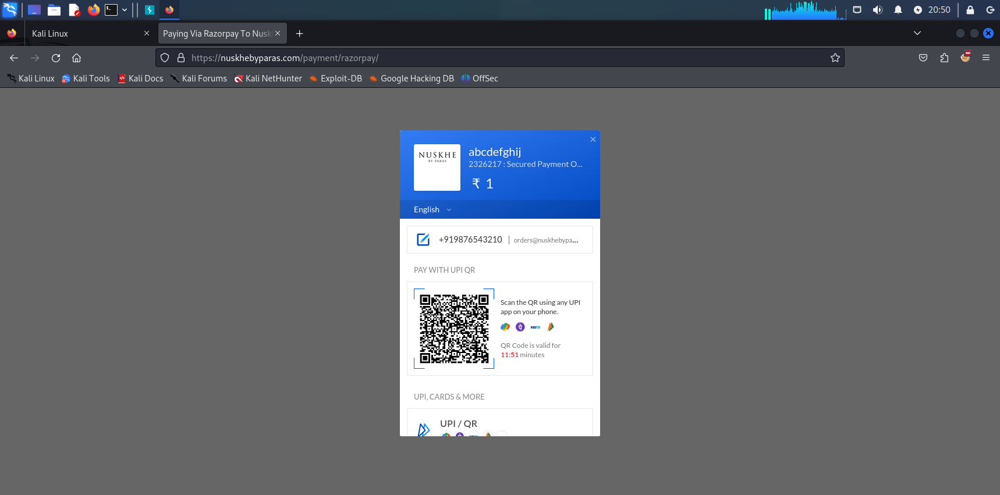 20:50
Kali Linux
Paying Via Razorpay To Nusk
https://nuskhebyparas.com/payment/razorpay/
Kali Linux Kali Tools Kali Docs Kali Forums Kali NetHunter Exploit-DB Google Hacking DB OffSec
NUSKHE
BY PARAS
abcdefghij
2326217 : Secured Payment O...
₹ 1
English
+919876543210 | orders@nuskhebypa...
PAY WITH UPI QR
Scan the QR using any UPI
app on your phone.
paytm
QR Code is valid for
11:51 minutes
UPI, CARDS & MORE
UPI / QR